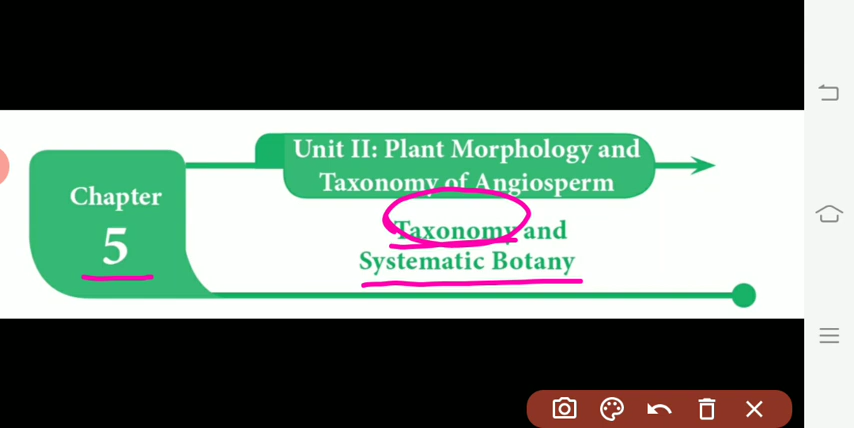 Unit II: Plant Morphology and
Taxonomy of Angiosperm
Chapter
5
Taxonomy and
Systematic Botany